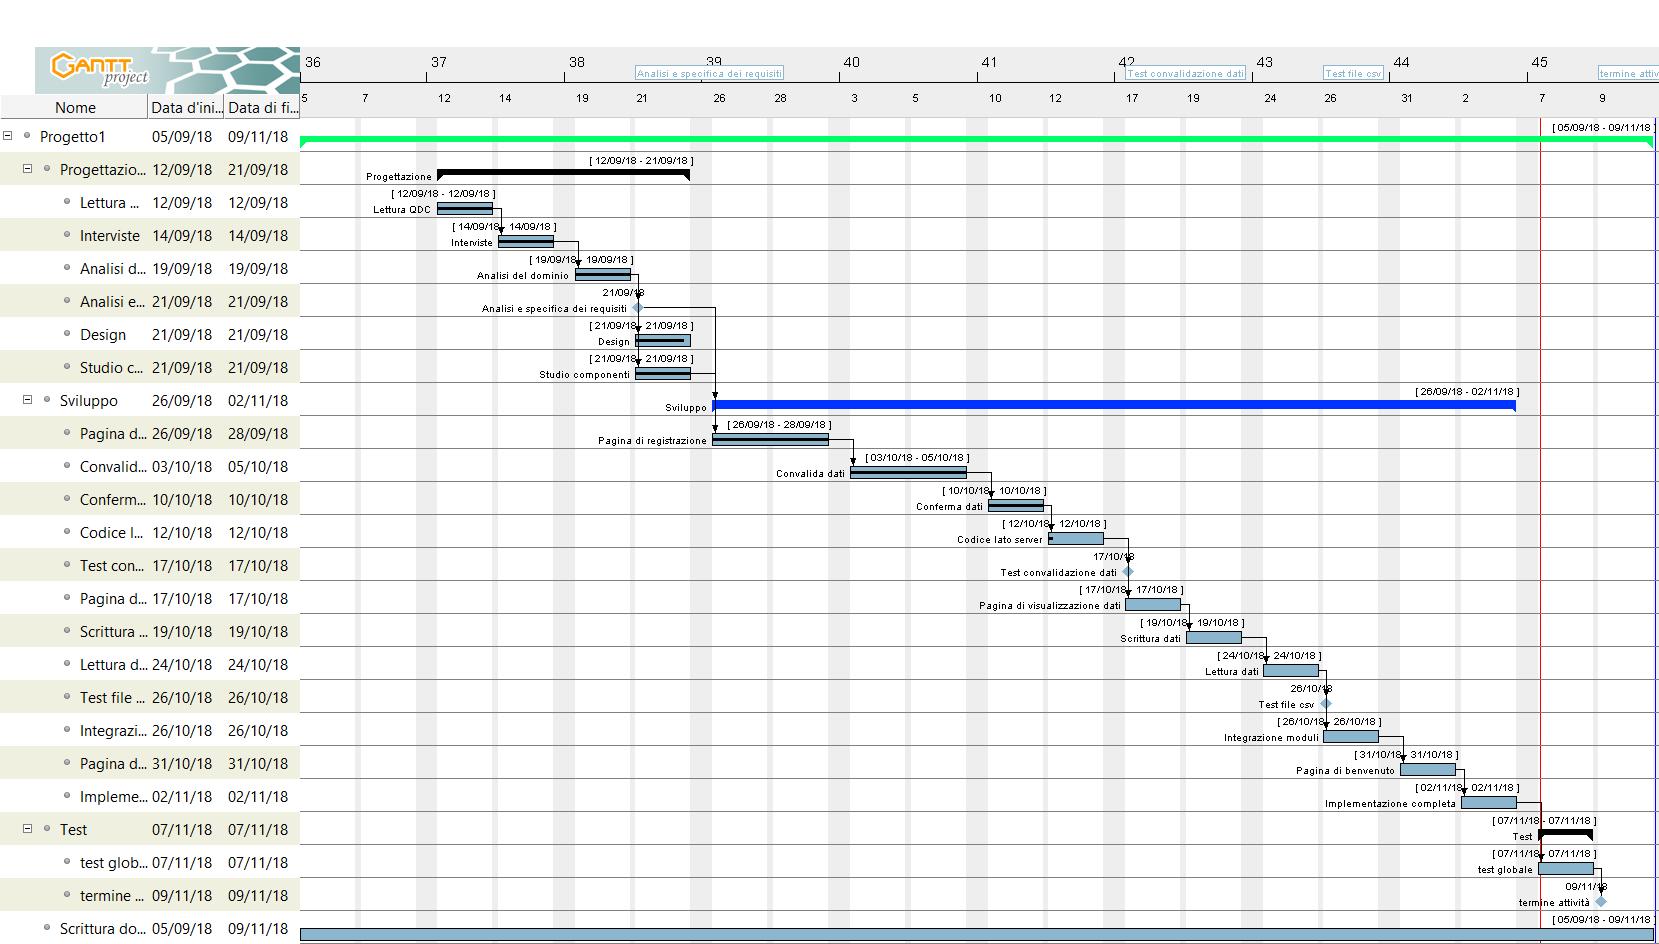 GANTT
project
36 37 38 39 40 41 42 43 44 45
Analisi e specifica dei requisiti Test convalidazione dati Test file csv termine attiv
Nome Data d'ini... Data di fi...
5 7 12 14 19 21 26 28 3 5 10 12 17 19 24 26 31 2 7 9
Progetto1 05/09/18 09/11/18 [ 05/09/18 - 09/11/18 ]
Progettazio... 12/09/18 21/09/18 [ 12/09/18 - 21/09/18 ]
Progettazione
Lettura ... 12/09/18 12/09/18 [ 12/09/18 - 12/09/18 ]
Lettura QDC
Interviste 14/09/18 14/09/18 [ 14/09/18 - 14/09/18 ]
Interviste
Analisi d... 19/09/18 19/09/18 [ 19/09/18 - 19/09/18 ]
Analisi del dominio
Analisi e... 21/09/18 21/09/18 21/09/18
Analisi e specifica dei requisiti
Design 21/09/18 21/09/18 [ 21/09/18 - 21/09/18 ]
Design
Studio c... 21/09/18 21/09/18 [ 21/09/18 - 21/09/18 ]
Studio componenti
Sviluppo 26/09/18 02/11/18 [ 26/09/18 - 02/11/18 ]
Sviluppo
Pagina d... 26/09/18 28/09/18 [ 26/09/18 - 28/09/18 ]
Pagina di registrazione
Convalid... 03/10/18 05/10/18 [ 03/10/18 - 05/10/18 ]
Convalida dati
Conferm... 10/10/18 10/10/18 [ 10/10/18 - 10/10/18 ]
Conferma dati
Codice l... 12/10/18 12/10/18 [ 12/10/18 - 12/10/18 ]
Codice lato server
Test con... 17/10/18 17/10/18 17/10/18
Test convalidazione dati
Pagina d... 17/10/18 17/10/18 [ 17/10/18 - 17/10/18 ]
Pagina di visualizzazione dati
Scrittura ... 19/10/18 19/10/18 [ 19/10/18 - 19/10/18 ]
Scrittura dati
Lettura d... 24/10/18 24/10/18 [ 24/10/18 - 24/10/18 ]
Lettura dati
Test file ... 26/10/18 26/10/18 26/10/18
Test file csv
Integrazi... 26/10/18 26/10/18 [ 26/10/18 - 26/10/18 ]
Integrazione moduli
Pagina d... 31/10/18 31/10/18 [ 31/10/18 - 31/10/18 ]
Pagina di benvenuto
Impleme... 02/11/18 02/11/18 [ 02/11/18 - 02/11/18 ]
Implementazione completa
Test 07/11/18 07/11/18 [ 07/11/18 - 07/11/18 ]
Test
test glob... 07/11/18 07/11/18 [ 07/11/18 - 07/11/18 ]
test globale
termine ... 09/11/18 09/11/18 09/11/18
termine attività
Scrittura do... 05/09/18 09/11/18 [ 05/09/18 - 09/11/18 ]